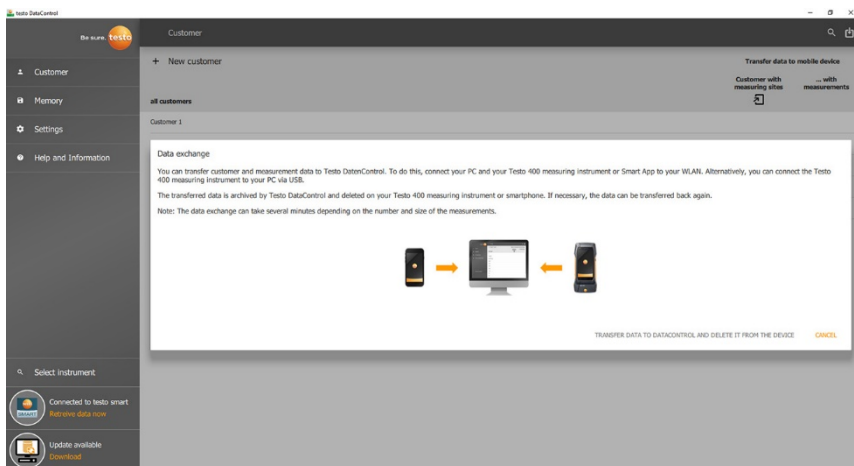 testo DataControl
Be sure. testo
Customer
Customer
Memory
Settings
Help and Information
+ New customer
Transfer data to mobile device
Customer with
measuring sites
... with
measurements
all customers
Customer 1
Data exchange
You can transfer customer and measurement data to Testo DatenControl. To do this, connect your PC and your Testo 400 measuring instrument or Smart App to your WLAN. Alternatively, you can connect the Testo
400 measuring instrument to your PC via USB.
The transferred data is archived by Testo DataControl and deleted on your Testo 400 measuring instrument or smartphone. If necessary, the data can be transferred back again.
Note: The data exchange can take several minutes depending on the number and size of the measurements.
TRANSFER DATA TO DATACONTROL AND DELETE IT FROM THE DEVICE
CANCEL
Select instrument
SMART
Connected to testo smart
Retreive data now
Update available
Download